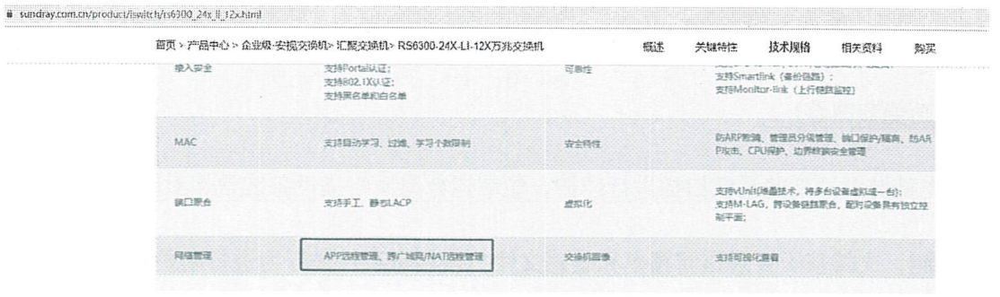 sundray.com.cn/product/iswitch/rs6300_24x_li_12x.html
首页 > 产品中心 > 企业级·安视交换机> 汇聚交换机> RS6300-24X-LI-12X万兆交换机 概述 关键特性 技术规格 相关资料 购买
接入安全 支持Portal认证; 可靠性
支持802.1X认证; 支持Smartlink（备份链路）;
支持黑名单和白名单 支持Monitor-link（上行链路监控）
MAC 支持自动学习、过滤、学习个数限制 安全特性 防ARP欺骗、管理员分级管理、端口保护/隔离、防AR
P攻击、CPU保护、边界终端安全管理
端口聚合 支持手工、静态LACP 虚拟化 支持vUnit(堆叠技术，将多台设备虚拟成一台);
支持M-LAG，跨设备链路聚合，配对设备具有独立控
制平面;
网络管理 APP远程管理、跨广域网/NAT远程管理 交换机画像 支持可视化查看